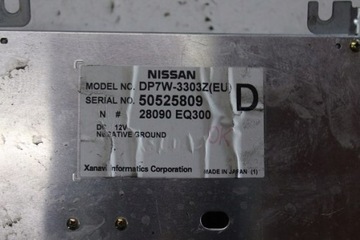 NISSAN
MODEL NO. DP7W-3303Z(EU)
SERIAL NO. 50525809 D
N # 28090 EQ300
DC 12V
NEGATIVE GROUND
Xanavi Informatics Corporation MADE IN JAPAN (1)